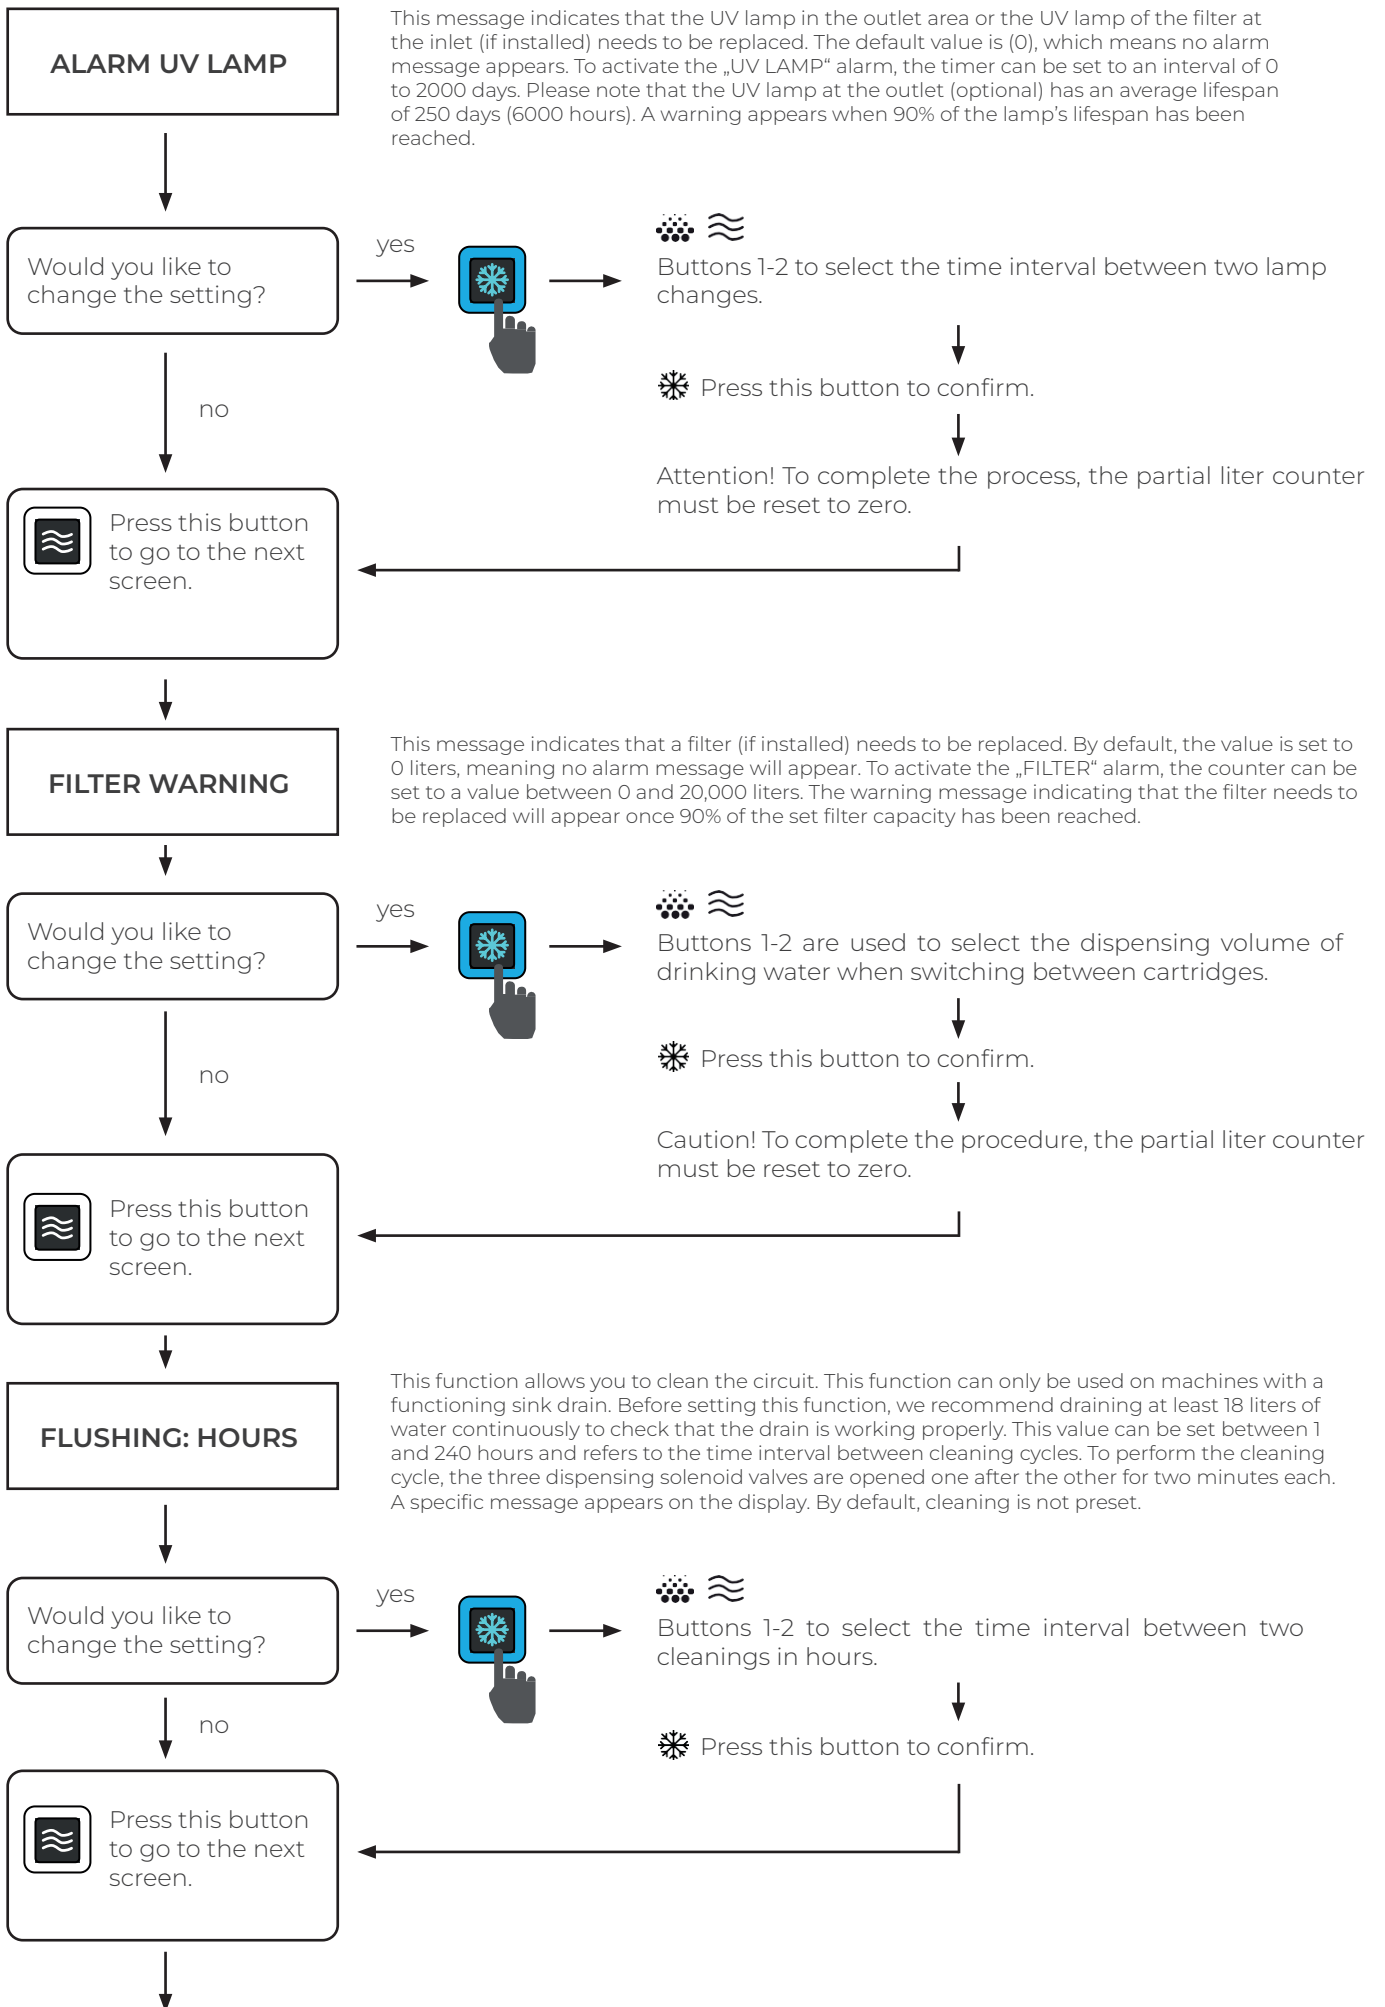 ALARM UV LAMP
This message indicates that the UV lamp in the outlet area or the UV lamp of the filter at
the inlet (if installed) needs to be replaced. The default value is (0), which means no alarm
message appears. To activate the „UV LAMP“ alarm, the timer can be set to an interval of 0
to 2000 days. Please note that the UV lamp at the outlet (optional) has an average lifespan
of 250 days (6000 hours). A warning appears when 90% of the lamp’s lifespan has been
reached.
Would you like to
change the setting?
yes
Buttons 1-2 to select the time interval between two lamp
changes.
Press this button to confirm.
no
Attention! To complete the process, the partial liter counter
must be reset to zero.
Press this button
to go to the next
screen.
FILTER WARNING
This message indicates that a filter (if installed) needs to be replaced. By default, the value is set to
0 liters, meaning no alarm message will appear. To activate the „FILTER“ alarm, the counter can be
set to a value between 0 and 20,000 liters. The warning message indicating that the filter needs to
be replaced will appear once 90% of the set filter capacity has been reached.
Would you like to
change the setting?
yes
Buttons 1-2 are used to select the dispensing volume of
drinking water when switching between cartridges.
Press this button to confirm.
no
Caution! To complete the procedure, the partial liter counter
must be reset to zero.
Press this button
to go to the next
screen.
FLUSHING: HOURS
This function allows you to clean the circuit. This function can only be used on machines with a
functioning sink drain. Before setting this function, we recommend draining at least 18 liters of
water continuously to check that the drain is working properly. This value can be set between 1
and 240 hours and refers to the time interval between cleaning cycles. To perform the cleaning
cycle, the three dispensing solenoid valves are opened one after the other for two minutes each.
A specific message appears on the display. By default, cleaning is not preset.
Would you like to
change the setting?
yes
Buttons 1-2 to select the time interval between two
cleanings in hours.
no
Press this button to confirm.
Press this button
to go to the next
screen.